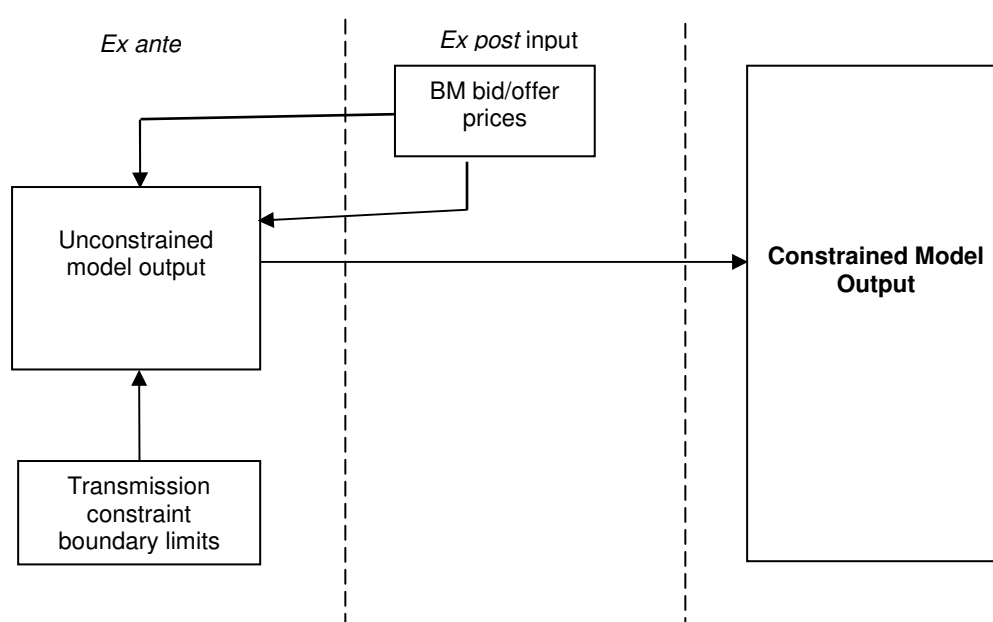 Ex ante
Ex post input
BM bid/offer
prices
Unconstrained
model output
Constrained Model
Output
Transmission
constraint
boundary limits